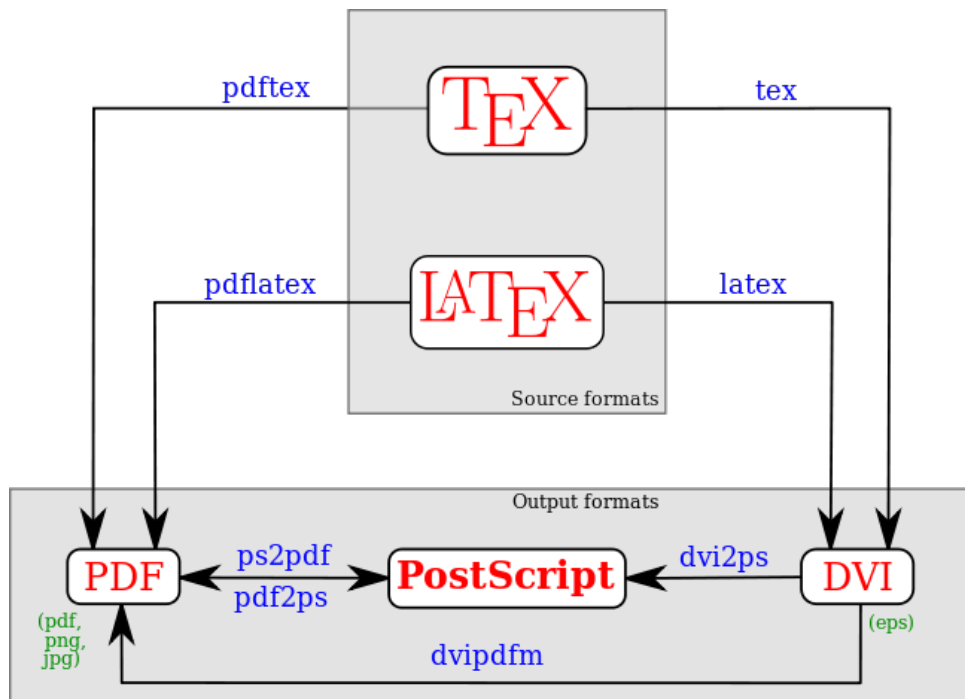 pdftex
TEX
tex
pdflatex
LATEX
latex
Source formats
Output formats
PDF
ps2pdf
pdf2ps
PostScript
dvi2ps
DVI
(pdf,
png,
jpg)
(eps)
dvipdfm